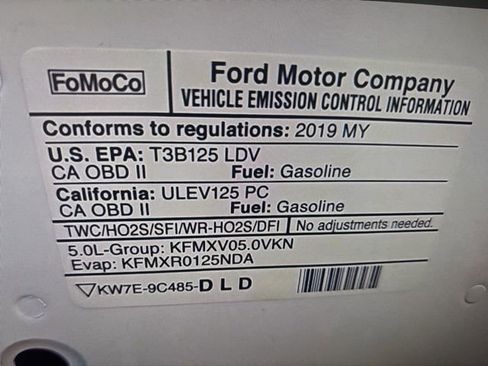 FoMoCo
Ford Motor Company
VEHICLE EMISSION CONTROL INFORMATION
Conforms to regulations: 2019 MY
U.S. EPA: T3B125 LDV
CA OBD II Fuel: Gasoline
California: ULEV125 PC
CA OBD II Fuel: Gasoline
TWC/HO2S/SFI/WR-HO2S/DFI No adjustments needed.
5.0L-Group: KFMXV05.0VKN
Evap: KFMXR0125NDA
KW7E-9C485-D L D